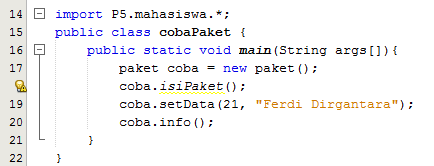 14 import P5.mahasiswa.*;
15 public class cobaPaket {
16 public static void main(String args[]){
17 paket coba = new paket();
coba.isiPaket();
19 coba.setData(21, "Ferdi Dirgantara");
20 coba.info();
21 }
22 }